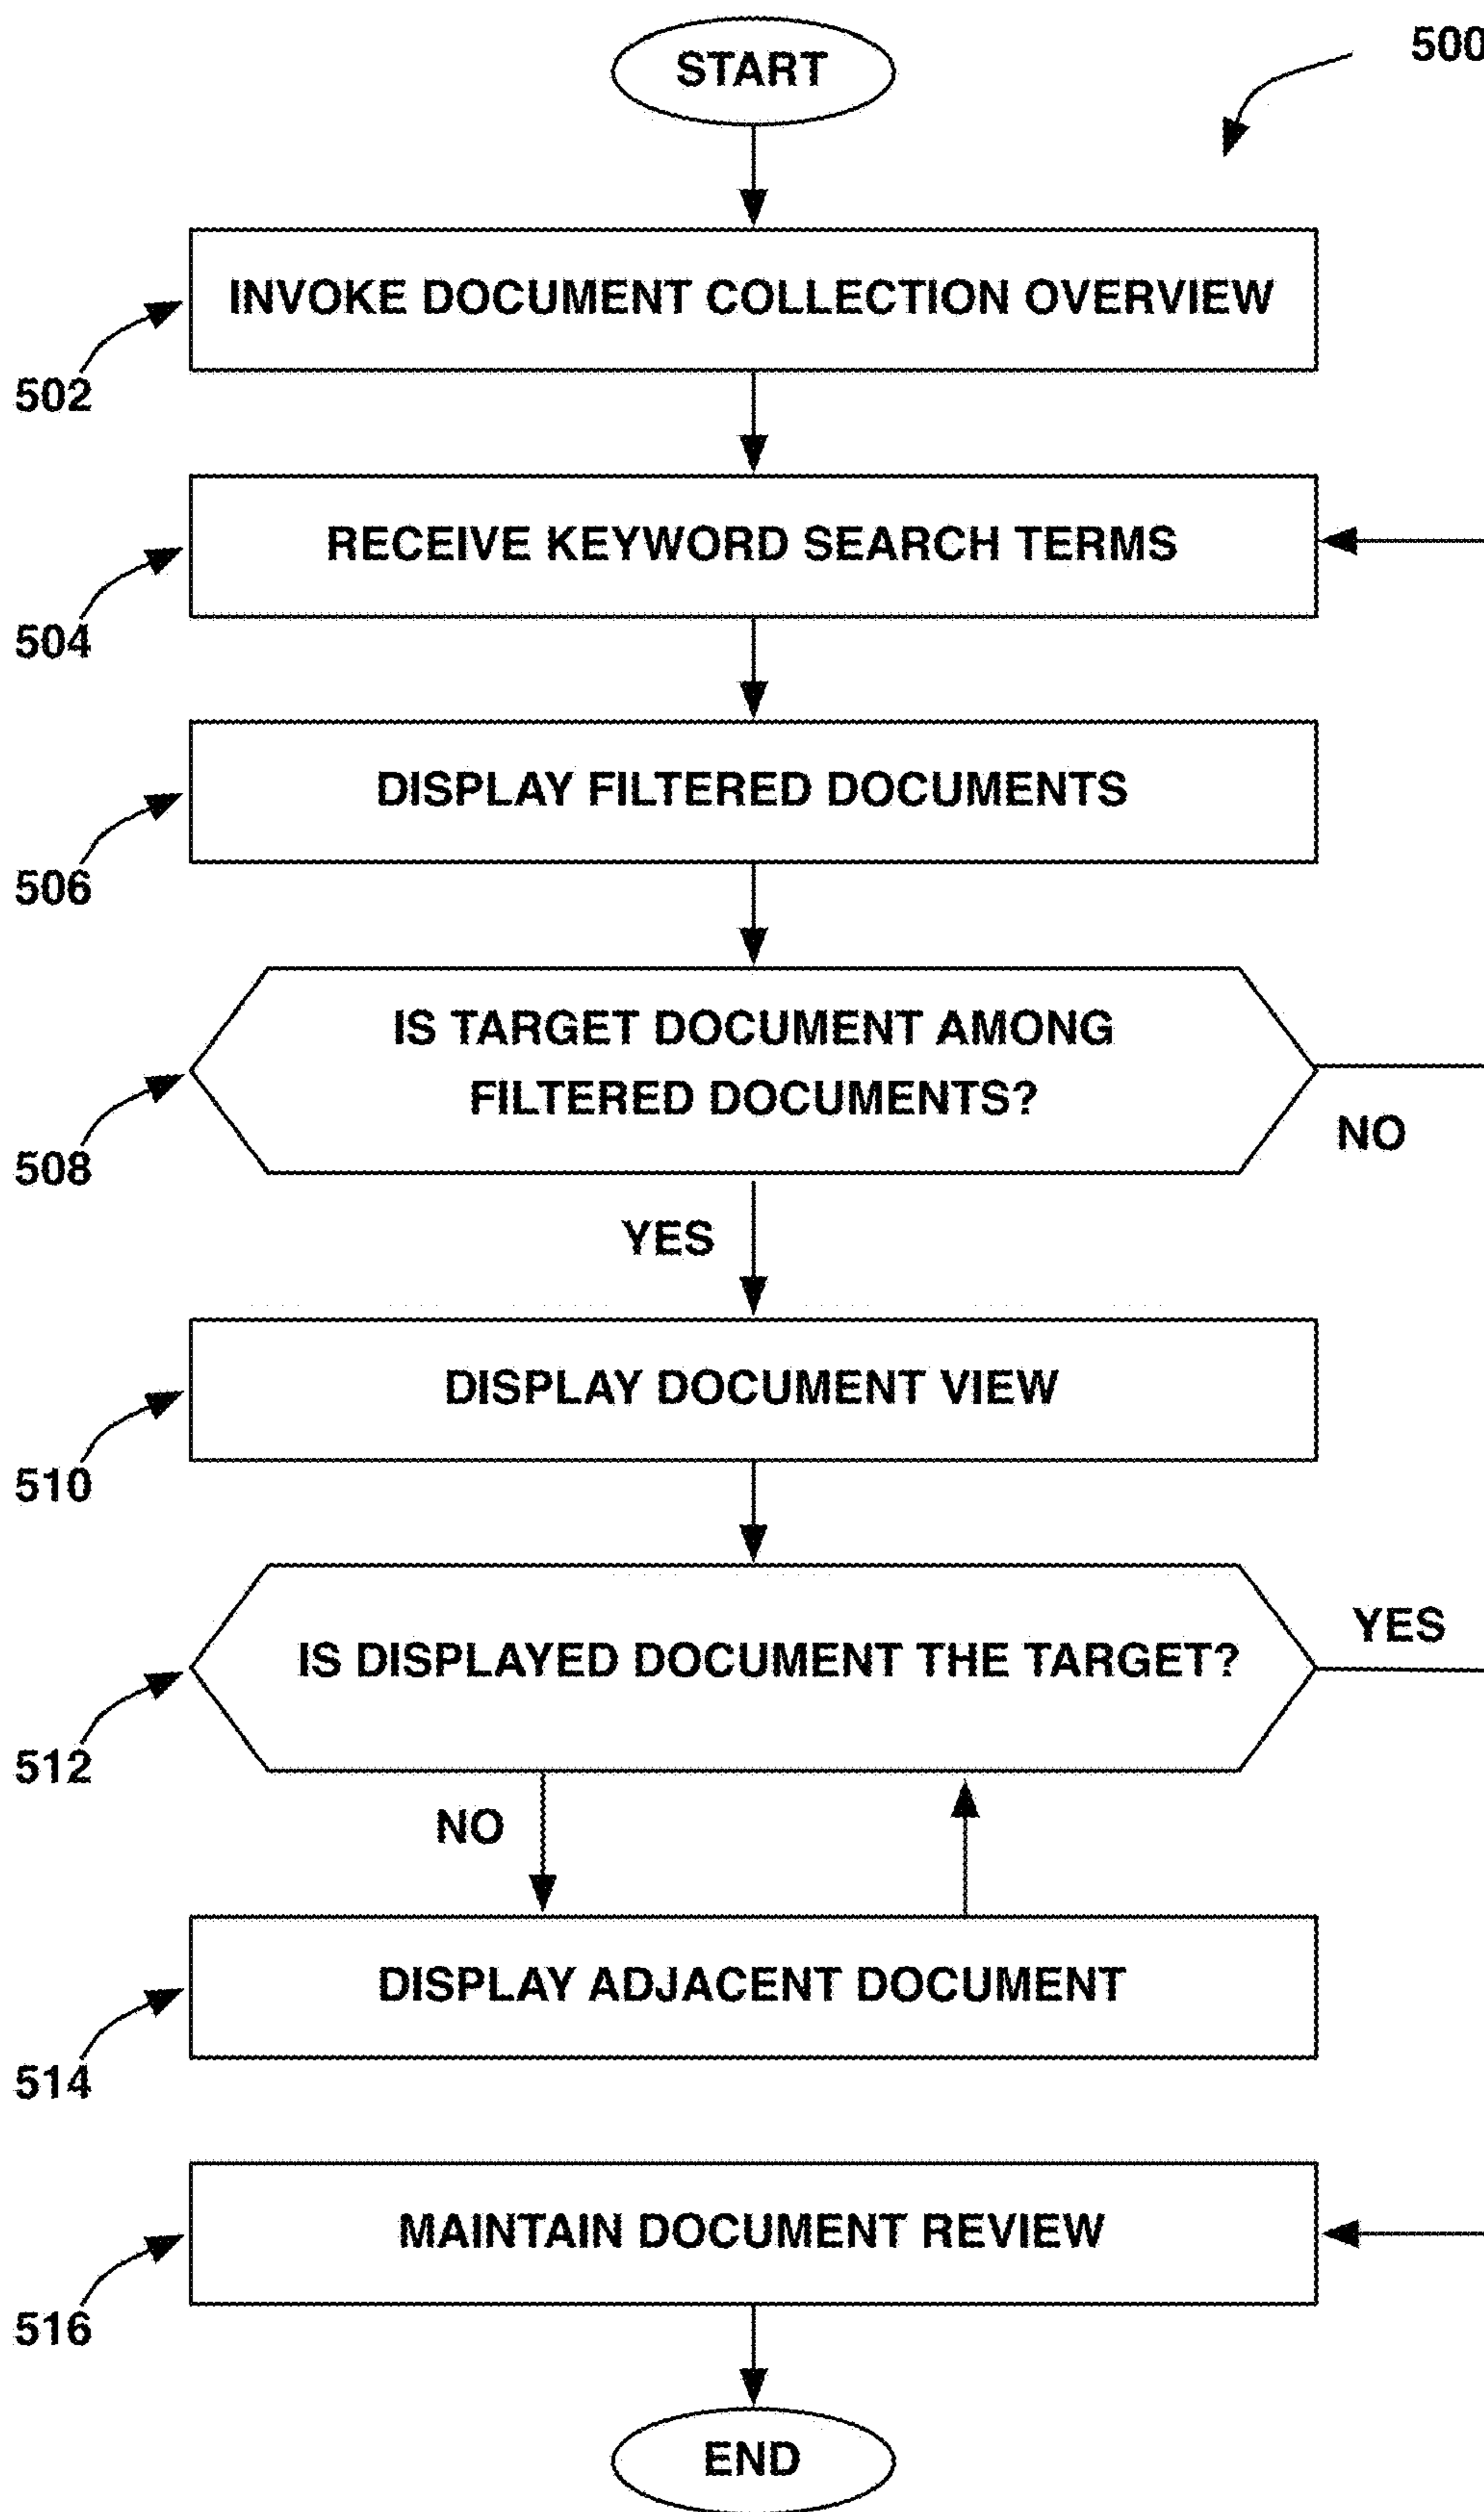 START
500
INVOKE DOCUMENT COLLECTION OVERVIEW
502
RECEIVE KEYWORD SEARCH TERMS
504
DISPLAY FILTERED DOCUMENTS
506
IS TARGET DOCUMENT AMONG
FILTERED DOCUMENTS?
NO
508
YES
DISPLAY DOCUMENT VIEW
510
YES
IS DISPLAYED DOCUMENT THE TARGET?
512
NO
DISPLAY ADJACENT DOCUMENT
514
MAINTAIN DOCUMENT REVIEW
516
END